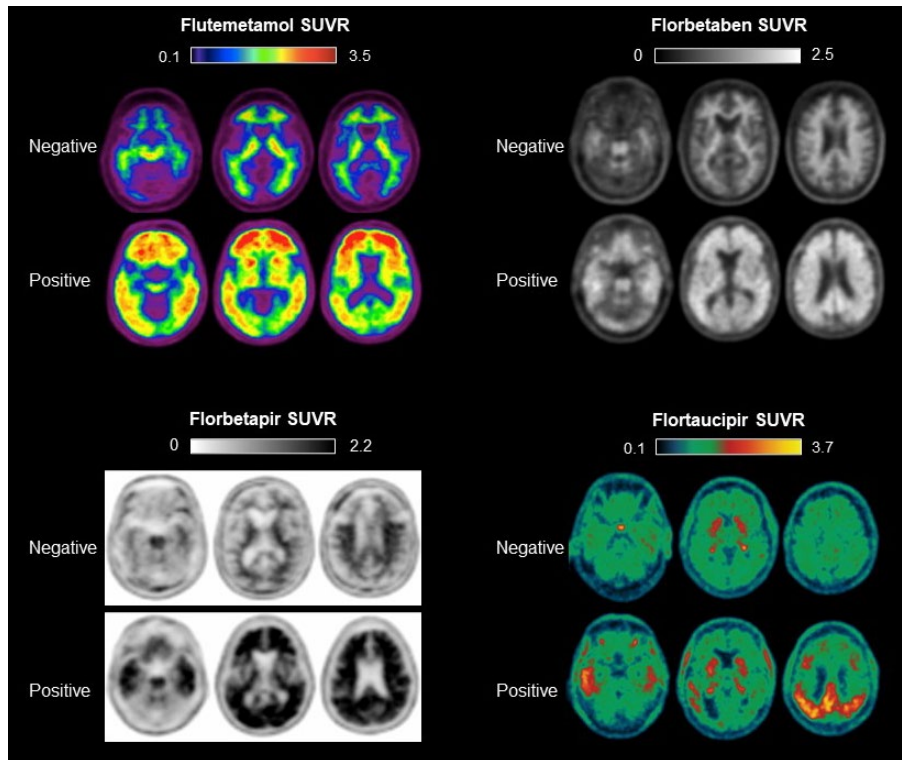 Flutemetamol SUVR
0.1 3.5
Negative
Positive
Florbetaben SUVR
0 2.5
Negative
Positive
Florbetapir SUVR
0 2.2
Negative
Positive
Flortaucipir SUVR
0.1 3.7
Negative
Positive